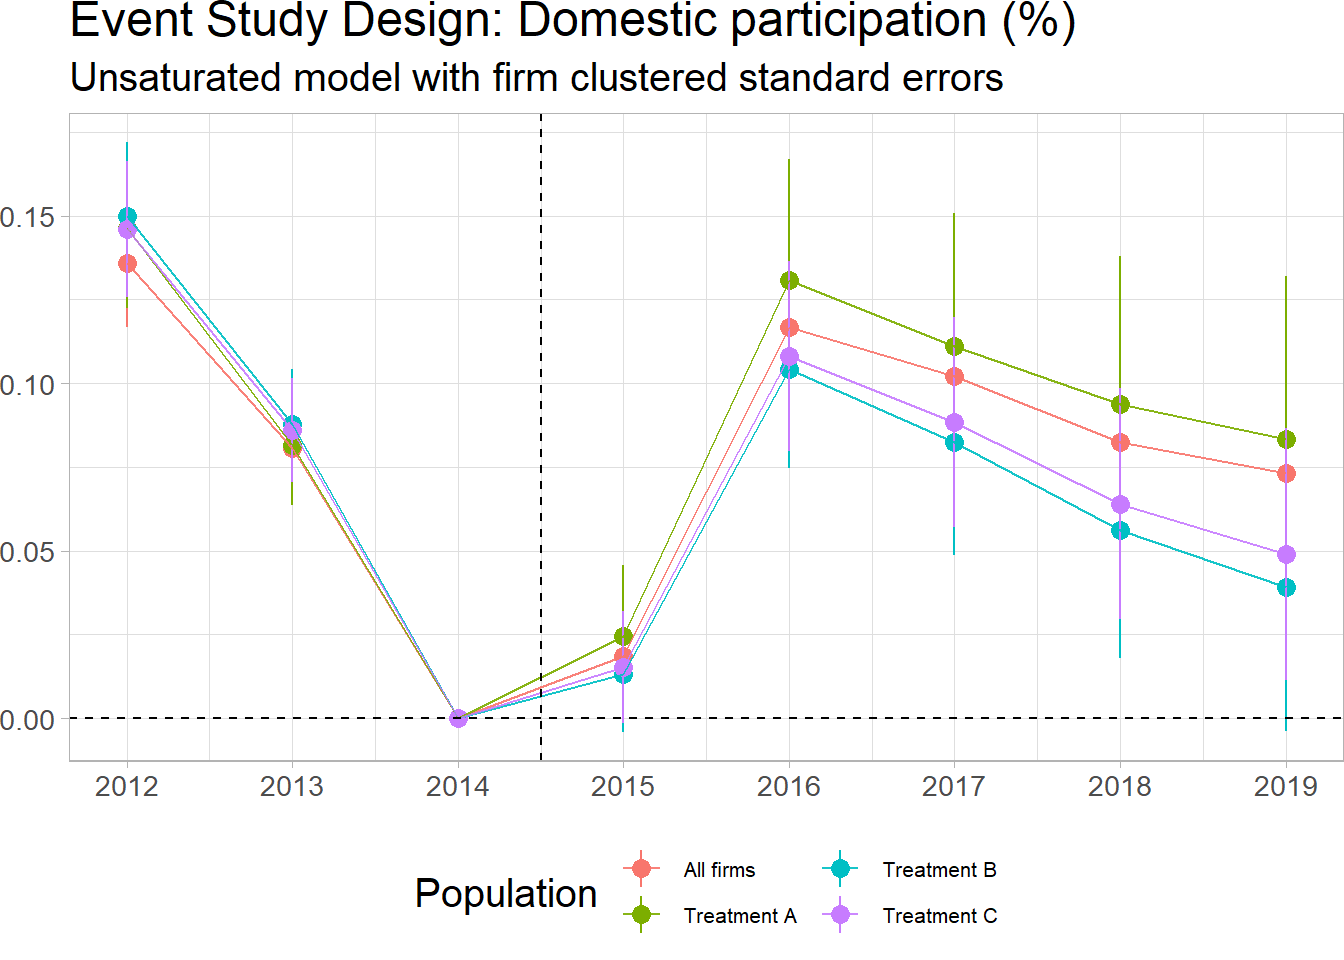 Event Study Design: Domestic participation (%)
Unsaturated model with firm clustered standard errors
0.15
0.10
0.05
0.00
2012 2013 2014 2015 2016 2017 2018 2019
Population
All firms
Treatment B
Treatment A
Treatment C